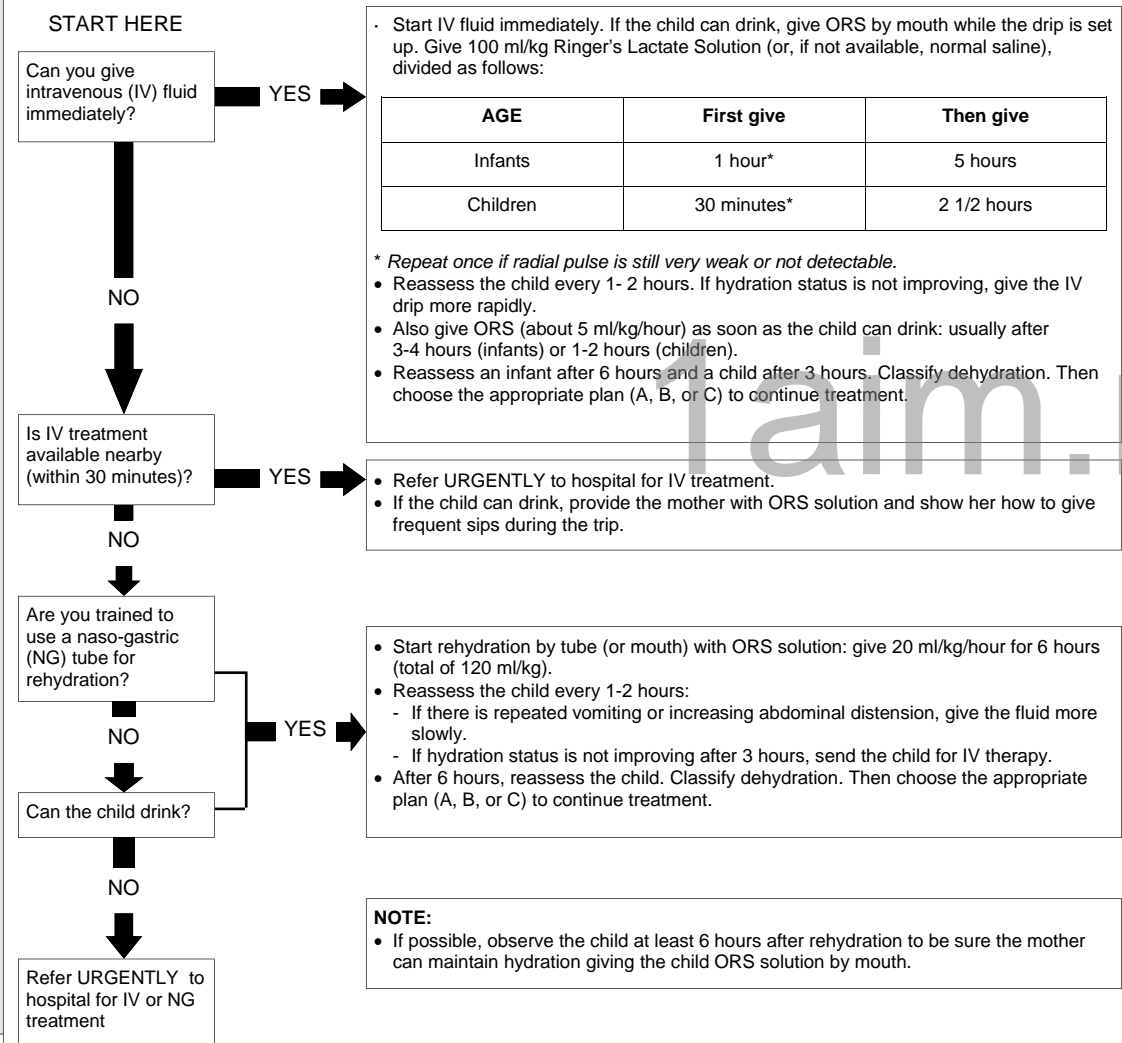 START HERE
Can you give
intravenous (IV) fluid
immediately?
YES
· Start IV fluid immediately. If the child can drink, give ORS by mouth while the drip is set
up. Give 100 ml/kg Ringer's Lactate Solution (or, if not available, normal saline),
divided as follows:
AGE First give Then give
Infants 1 hour* 5 hours
Children 30 minutes* 2 1/2 hours
* Repeat once if radial pulse is still very weak or not detectable.
• Reassess the child every 1- 2 hours. If hydration status is not improving, give the IV
drip more rapidly.
• Also give ORS (about 5 ml/kg/hour) as soon as the child can drink: usually after
3-4 hours (infants) or 1-2 hours (children).
• Reassess an infant after 6 hours and a child after 3 hours. Classify dehydration. Then
choose the appropriate plan (A, B, or C) to continue treatment.
1aim.
NO
Is IV treatment
available nearby
(within 30 minutes)?
YES
• Refer URGENTLY to hospital for IV treatment.
• If the child can drink, provide the mother with ORS solution and show her how to give
frequent sips during the trip.
NO
Are you trained to
use a naso-gastric
(NG) tube for
rehydration?
NO
Can the child drink?
YES
• Start rehydration by tube (or mouth) with ORS solution: give 20 ml/kg/hour for 6 hours
(total of 120 ml/kg).
• Reassess the child every 1-2 hours:
- If there is repeated vomiting or increasing abdominal distension, give the fluid more
slowly.
- If hydration status is not improving after 3 hours, send the child for IV therapy.
• After 6 hours, reassess the child. Classify dehydration. Then choose the appropriate
plan (A, B, or C) to continue treatment.
NO
Refer URGENTLY to
hospital for IV or NG
treatment
NOTE:
• If possible, observe the child at least 6 hours after rehydration to be sure the mother
can maintain hydration giving the child ORS solution by mouth.